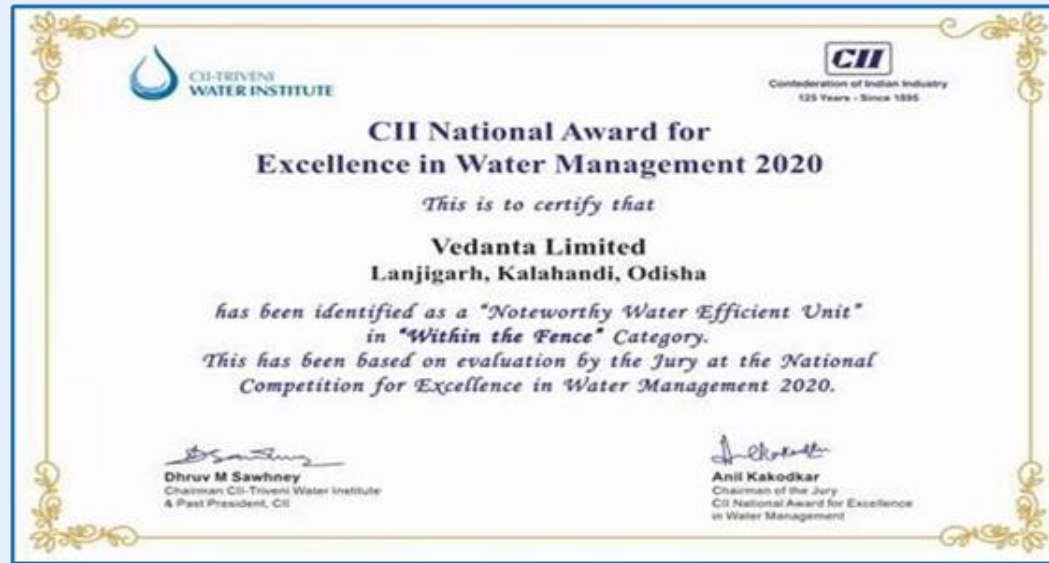 CII-TRIVENI
WATER INSTITUTE
CII
Confederation of Indian Industry
125 Years - Since 1895
CII National Award for
Excellence in Water Management 2020
This is to certify that
Vedanta Limited
Lanjigarh, Kalahandi, Odisha
has been identified as a "Noteworthy Water Efficient Unit"
in "Within the Fence" Category.
This has been based on evaluation by the Jury at the National
Competition for Excellence in Water Management 2020.
Dhruv M Sawhney
Chairman CII-Triveni Water Institute
& Past President, CII
Anil Kakodkar
Chairman of the Jury
CII National Award for Excellence
in Water Management